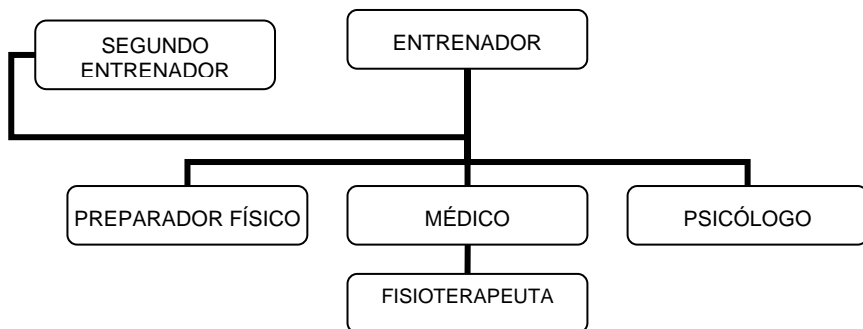 SEGUNDO
ENTRENADOR
ENTRENADOR
PREPARADOR FÍSICO
MÉDICO
PSICÓLOGO
FISIOTERAPEUTA